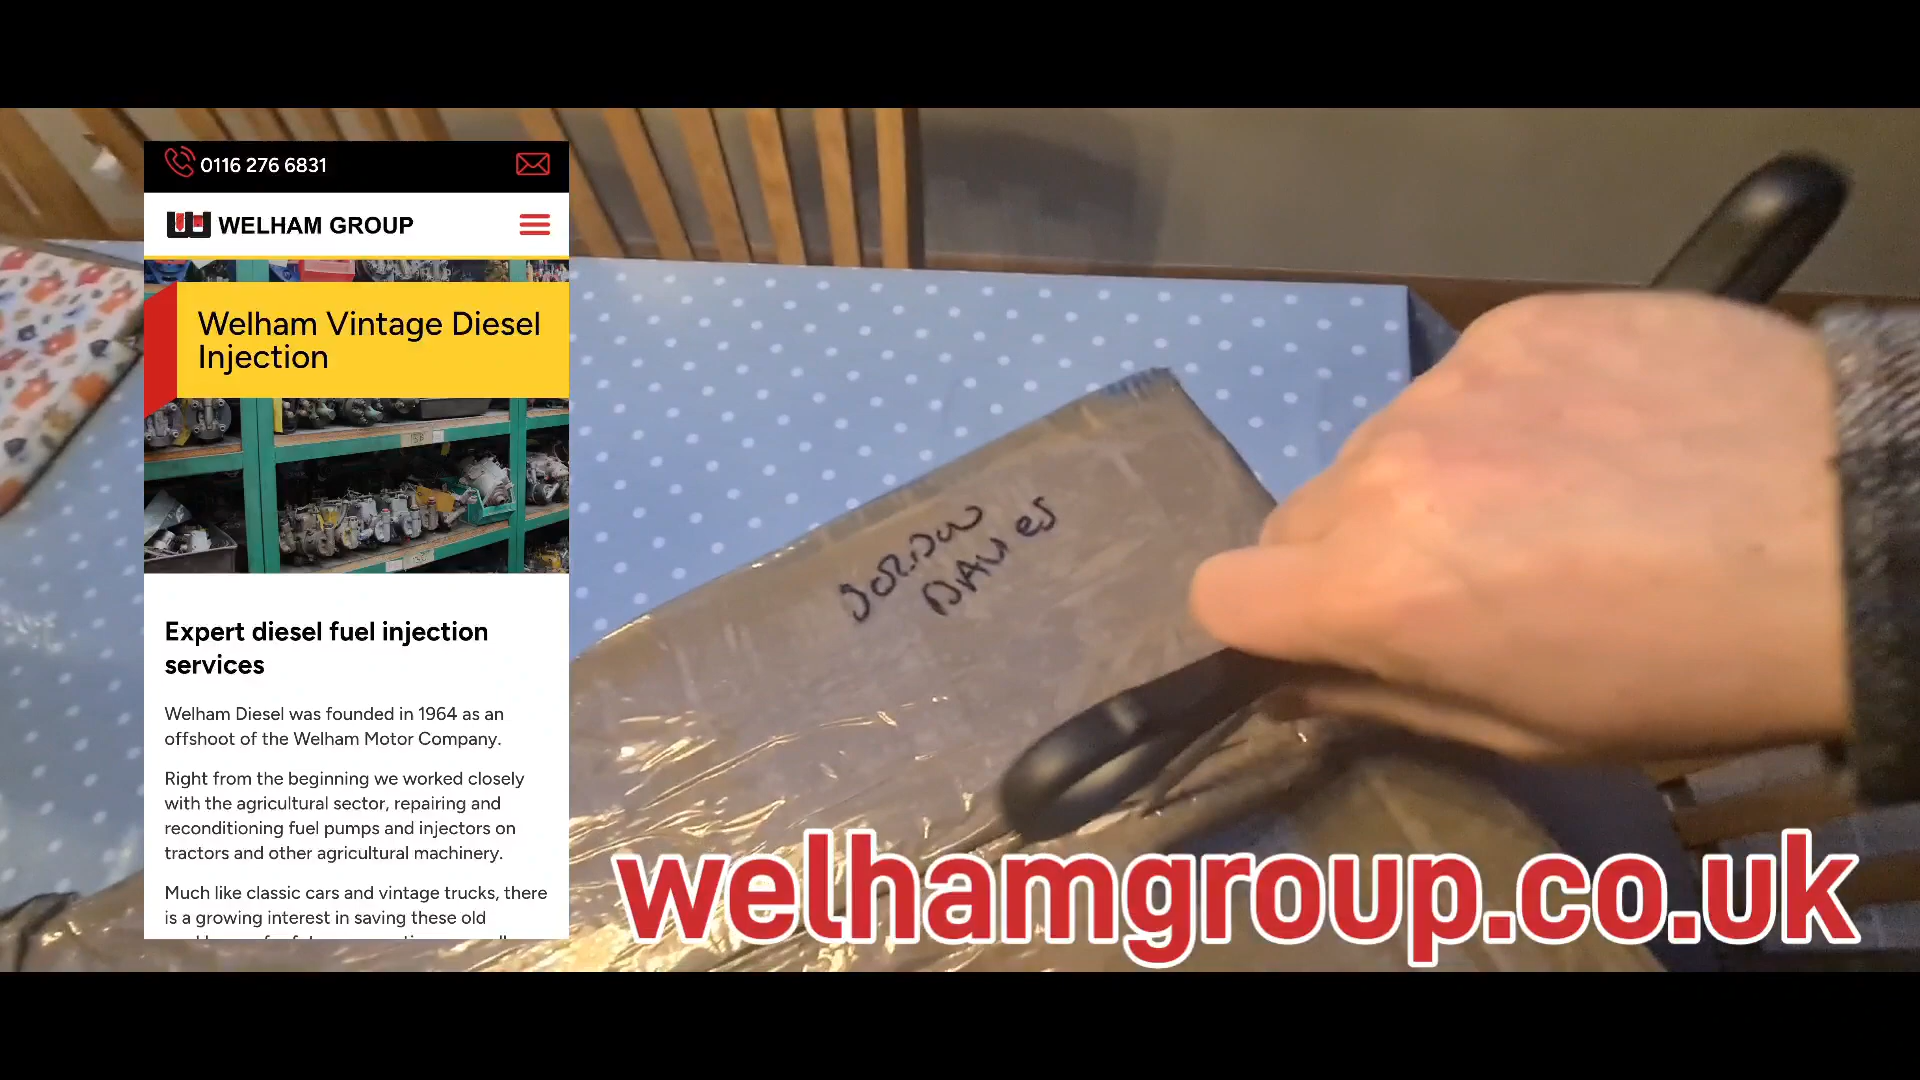 0116 276 6831
WELHAM GROUP
Welham Vintage Diesel
Injection
Expert diesel fuel injection
services
Welham Diesel was founded in 1964 as an
offshoot of the Welham Motor Company.
Right from the beginning we worked closely
with the agricultural sector, repairing and
reconditioning fuel pumps and injectors on
tractors and other agricultural machinery.
Much like classic cars and vintage trucks, there
is a growing interest in saving these old
DAVIES
welhamgroup.co.uk